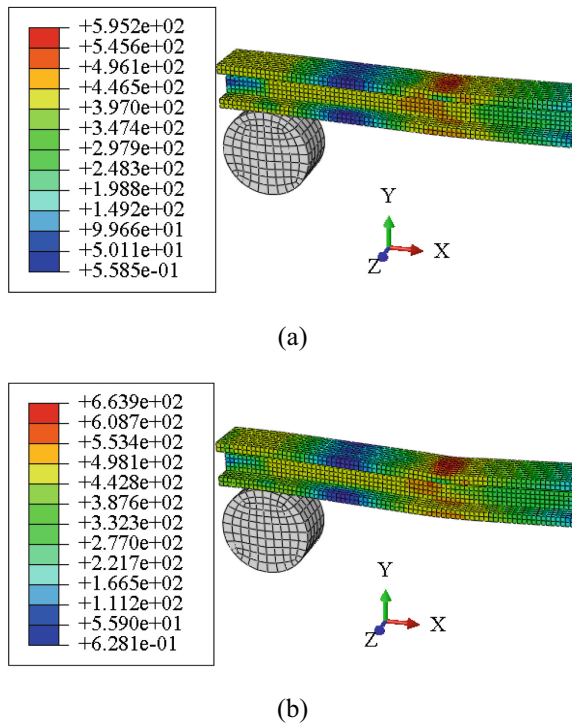 +5.952e+02
+5.456e+02
+4.961e+02
+4.465e+02
+3.970e+02
+3.474e+02
+2.979e+02
+2.483e+02
+1.988e+02
+1.492e+02
+9.966e+01
+5.011e+01
+5.585e-01
Y
X
Z
(a)
+6.639e+02
+6.087e+02
+5.534e+02
+4.981e+02
+4.428e+02
+3.876e+02
+3.323e+02
+2.770e+02
+2.217e+02
+1.665e+02
+1.112e+02
+5.590e+01
+6.281e-01
Y
X
Z
(b)